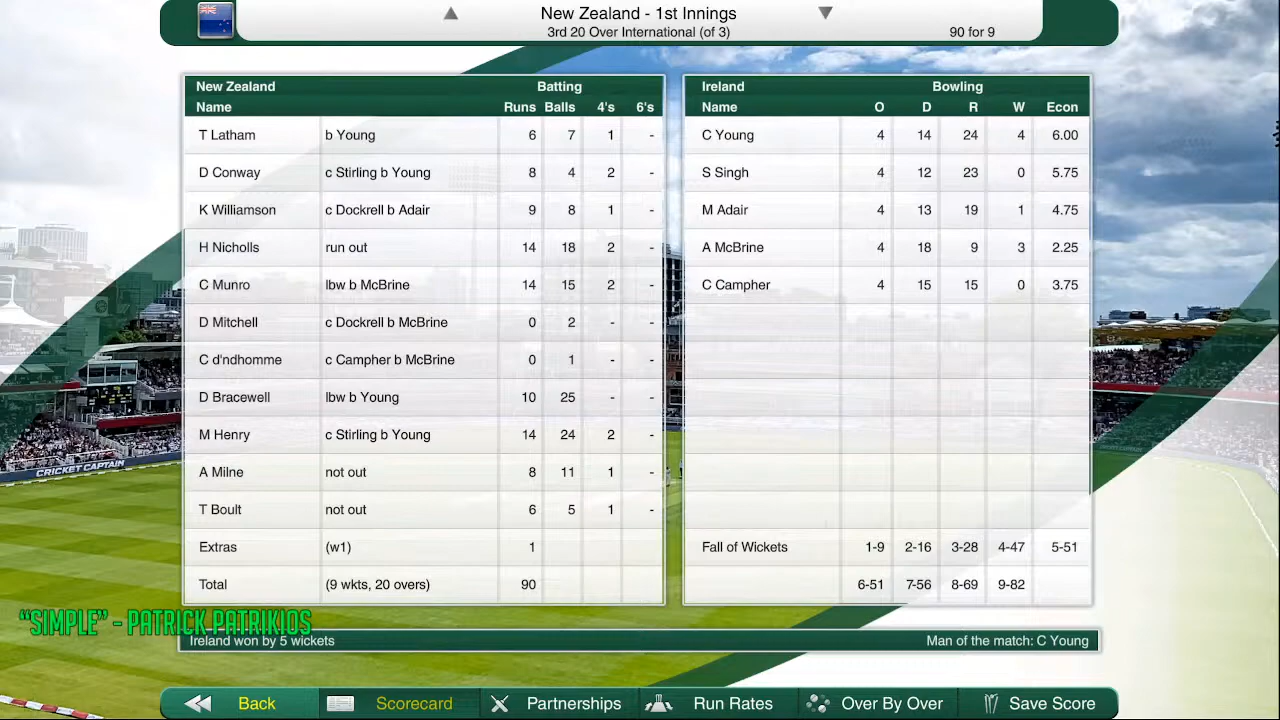 New Zealand - 1st Innings
3rd 20 Over International (of 3)
90 for 9
New Zealand Batting
Name Runs Balls 4's 6's
T Latham b Young 6 7 1 -
D Conway c Stirling b Young 8 4 2 -
K Williamson c Dockrell b Adair 9 8 1 -
H Nicholls run out 14 18 2 -
C Munro lbw b McBrine 14 15 2 -
D Mitchell c Dockrell b McBrine 0 2 - -
C d'ndhomme c Campher b McBrine 0 1 - -
D Bracewell lbw b Young 10 25 - -
M Henry c Stirling b Young 14 24 2 -
A Milne not out 8 11 1 -
T Boult not out 6 5 1 -
Extras (w1) 1
Total (9 wkts, 20 overs) 90
Ireland Bowling
Name O D R W Econ
C Young 4 14 24 4 6.00
S Singh 4 12 23 0 5.75
M Adair 4 13 19 1 4.75
A McBrine 4 18 9 3 2.25
C Campher 4 15 15 0 3.75
Fall of Wickets 1-9 2-16 3-28 4-47 5-51
6-51 7-56 8-69 9-82
CRICKET CAPTAIN
"SIMPLE" - PATRICK PATRIKIOS
Ireland won by 5 wickets Man of the match: C Young
Back Scorecard Partnerships Run Rates Over By Over Save Score